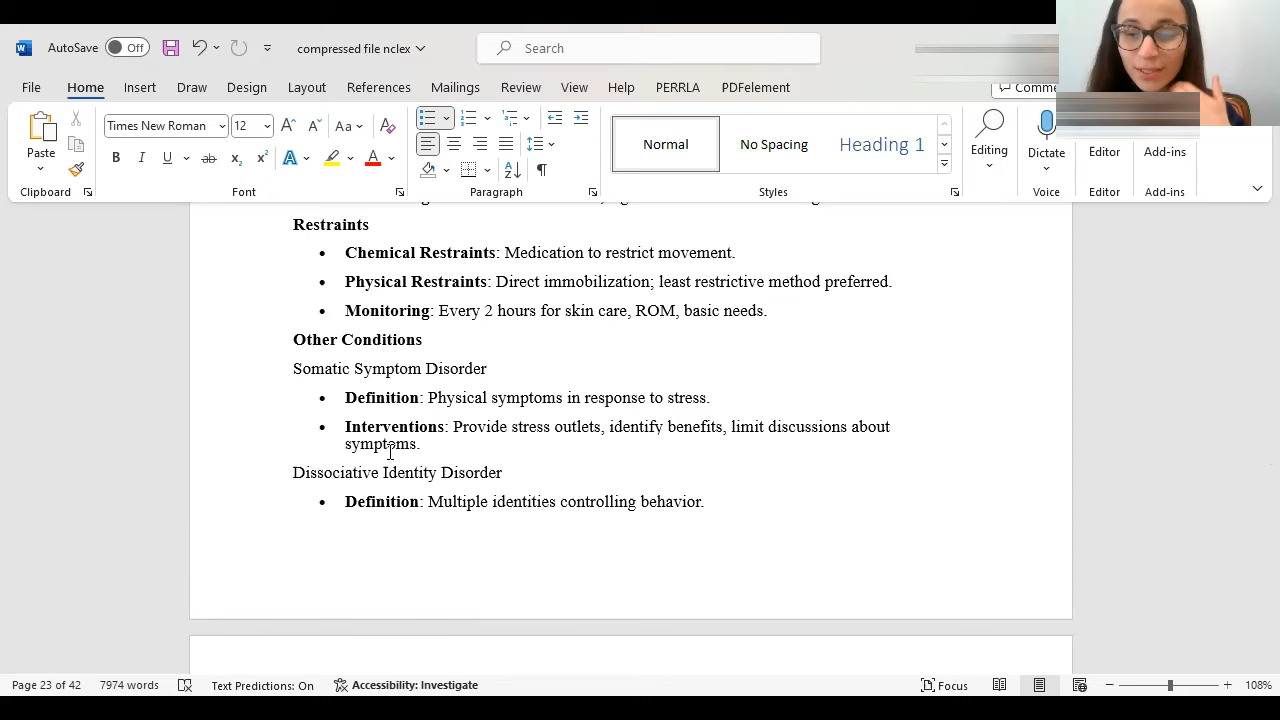 AutoSave Off compressed file nclex Search
File Home Insert Draw Design Layout References Mailings Review View Help PERRLA PDFelement
Times New Roman 12 Aa
Paste Normal No Spacing Heading 1 Editing Dictate Editor Add-ins
Clipboard Font Paragraph Styles Voice Editor Add-ins
Restraints
• Chemical Restraints: Medication to restrict movement.
• Physical Restraints: Direct immobilization; least restrictive method preferred.
• Monitoring: Every 2 hours for skin care, ROM, basic needs.
Other Conditions
Somatic Symptom Disorder
• Definition: Physical symptoms in response to stress.
• Interventions: Provide stress outlets, identify benefits, limit discussions about
symptoms.
Dissociative Identity Disorder
• Definition: Multiple identities controlling behavior.
Page 23 of 42 7974 words Text Predictions: On Accessibility: Investigate Focus 108%